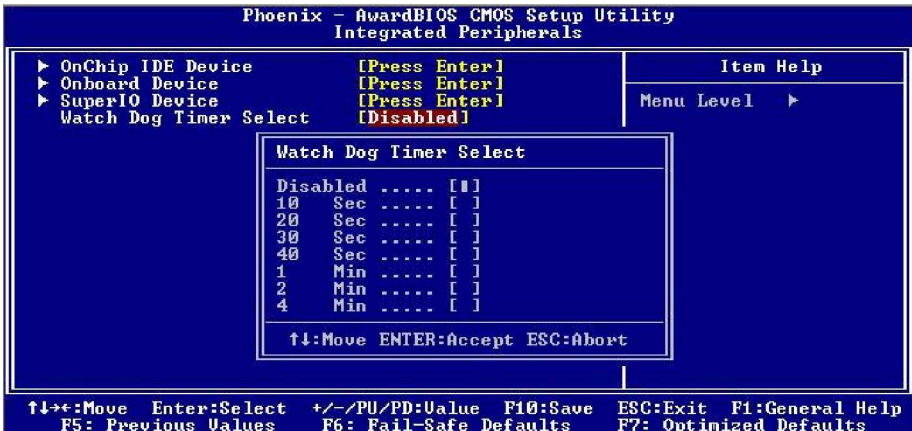 Phoenix - AwardBIOS CMOS Setup Utility
Integrated Peripherals
▶ OnChip IDE Device [Press Enter]
▶ Onboard Device [Press Enter]
▶ SuperIO Device [Press Enter]
Watch Dog Timer Select [Disabled]
Item Help
Menu Level ▶
Watch Dog Timer Select
Disabled ..... [■]
10 Sec ..... [ ]
20 Sec ..... [ ]
30 Sec ..... [ ]
40 Sec ..... [ ]
1 Min ..... [ ]
2 Min ..... [ ]
4 Min ..... [ ]
↑↓:Move ENTER:Accept ESC:Abort
↑↓→←:Move Enter:Select +/-/PU/PD:Value F10:Save ESC:Exit F1:General Help
F5: Previous Values F6: Fail-Safe Defaults F7: Optimized Defaults